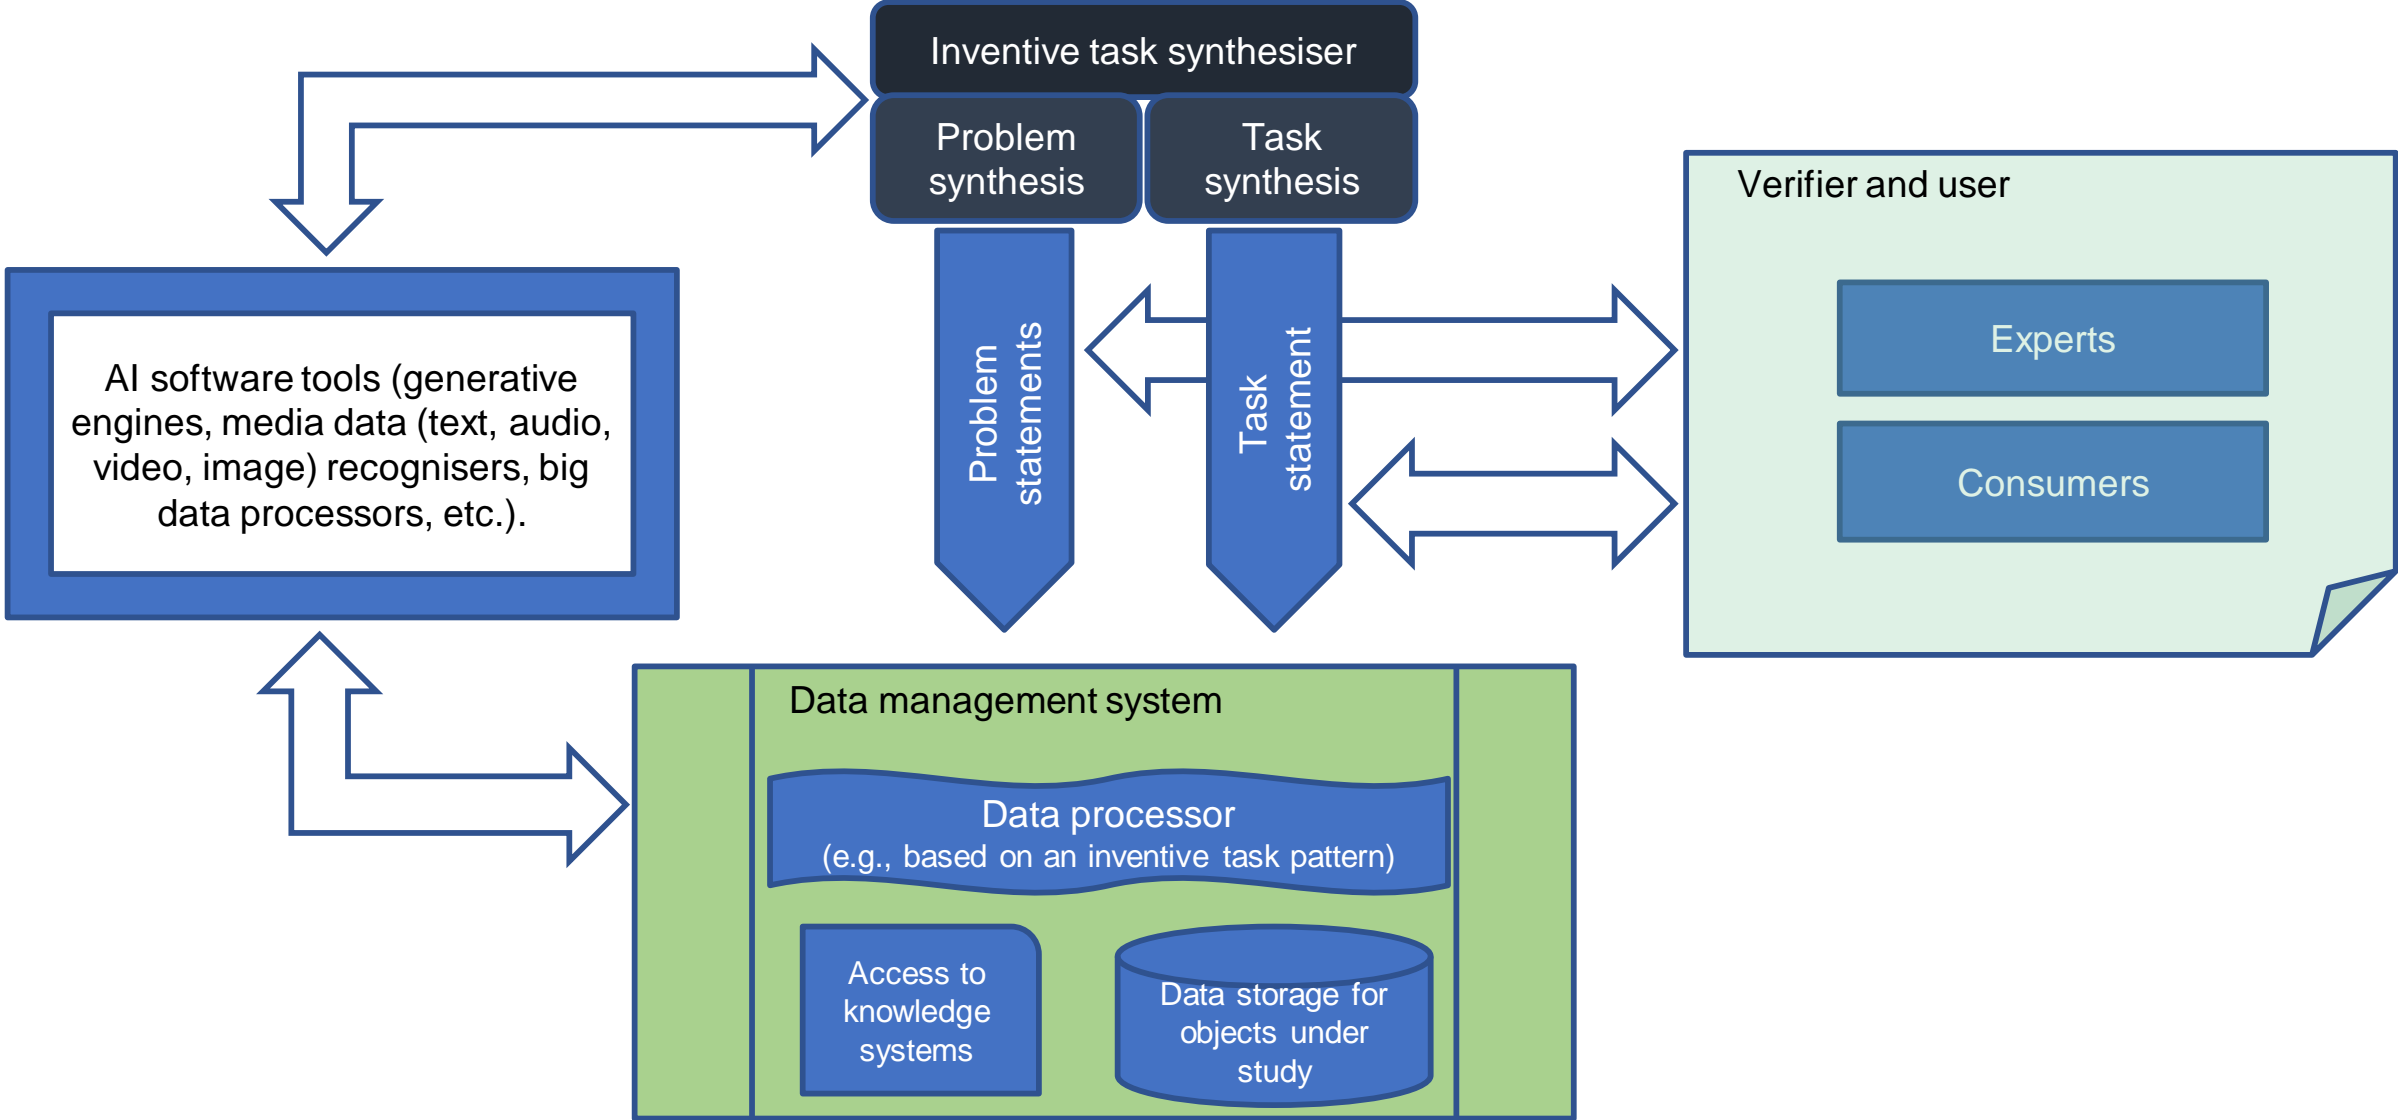 Inventive task synthesiser
Problem
synthesis
Task
synthesis
Verifier and user
Experts
Consumers
AI software tools (generative
engines, media data (text, audio,
video, image) recognisers, big
data processors, etc.).
Problem
statements
Task
statement
Data management system
Data processor
(e.g., based on an inventive task pattern)
Access to
knowledge
systems
Data storage for
objects under
study